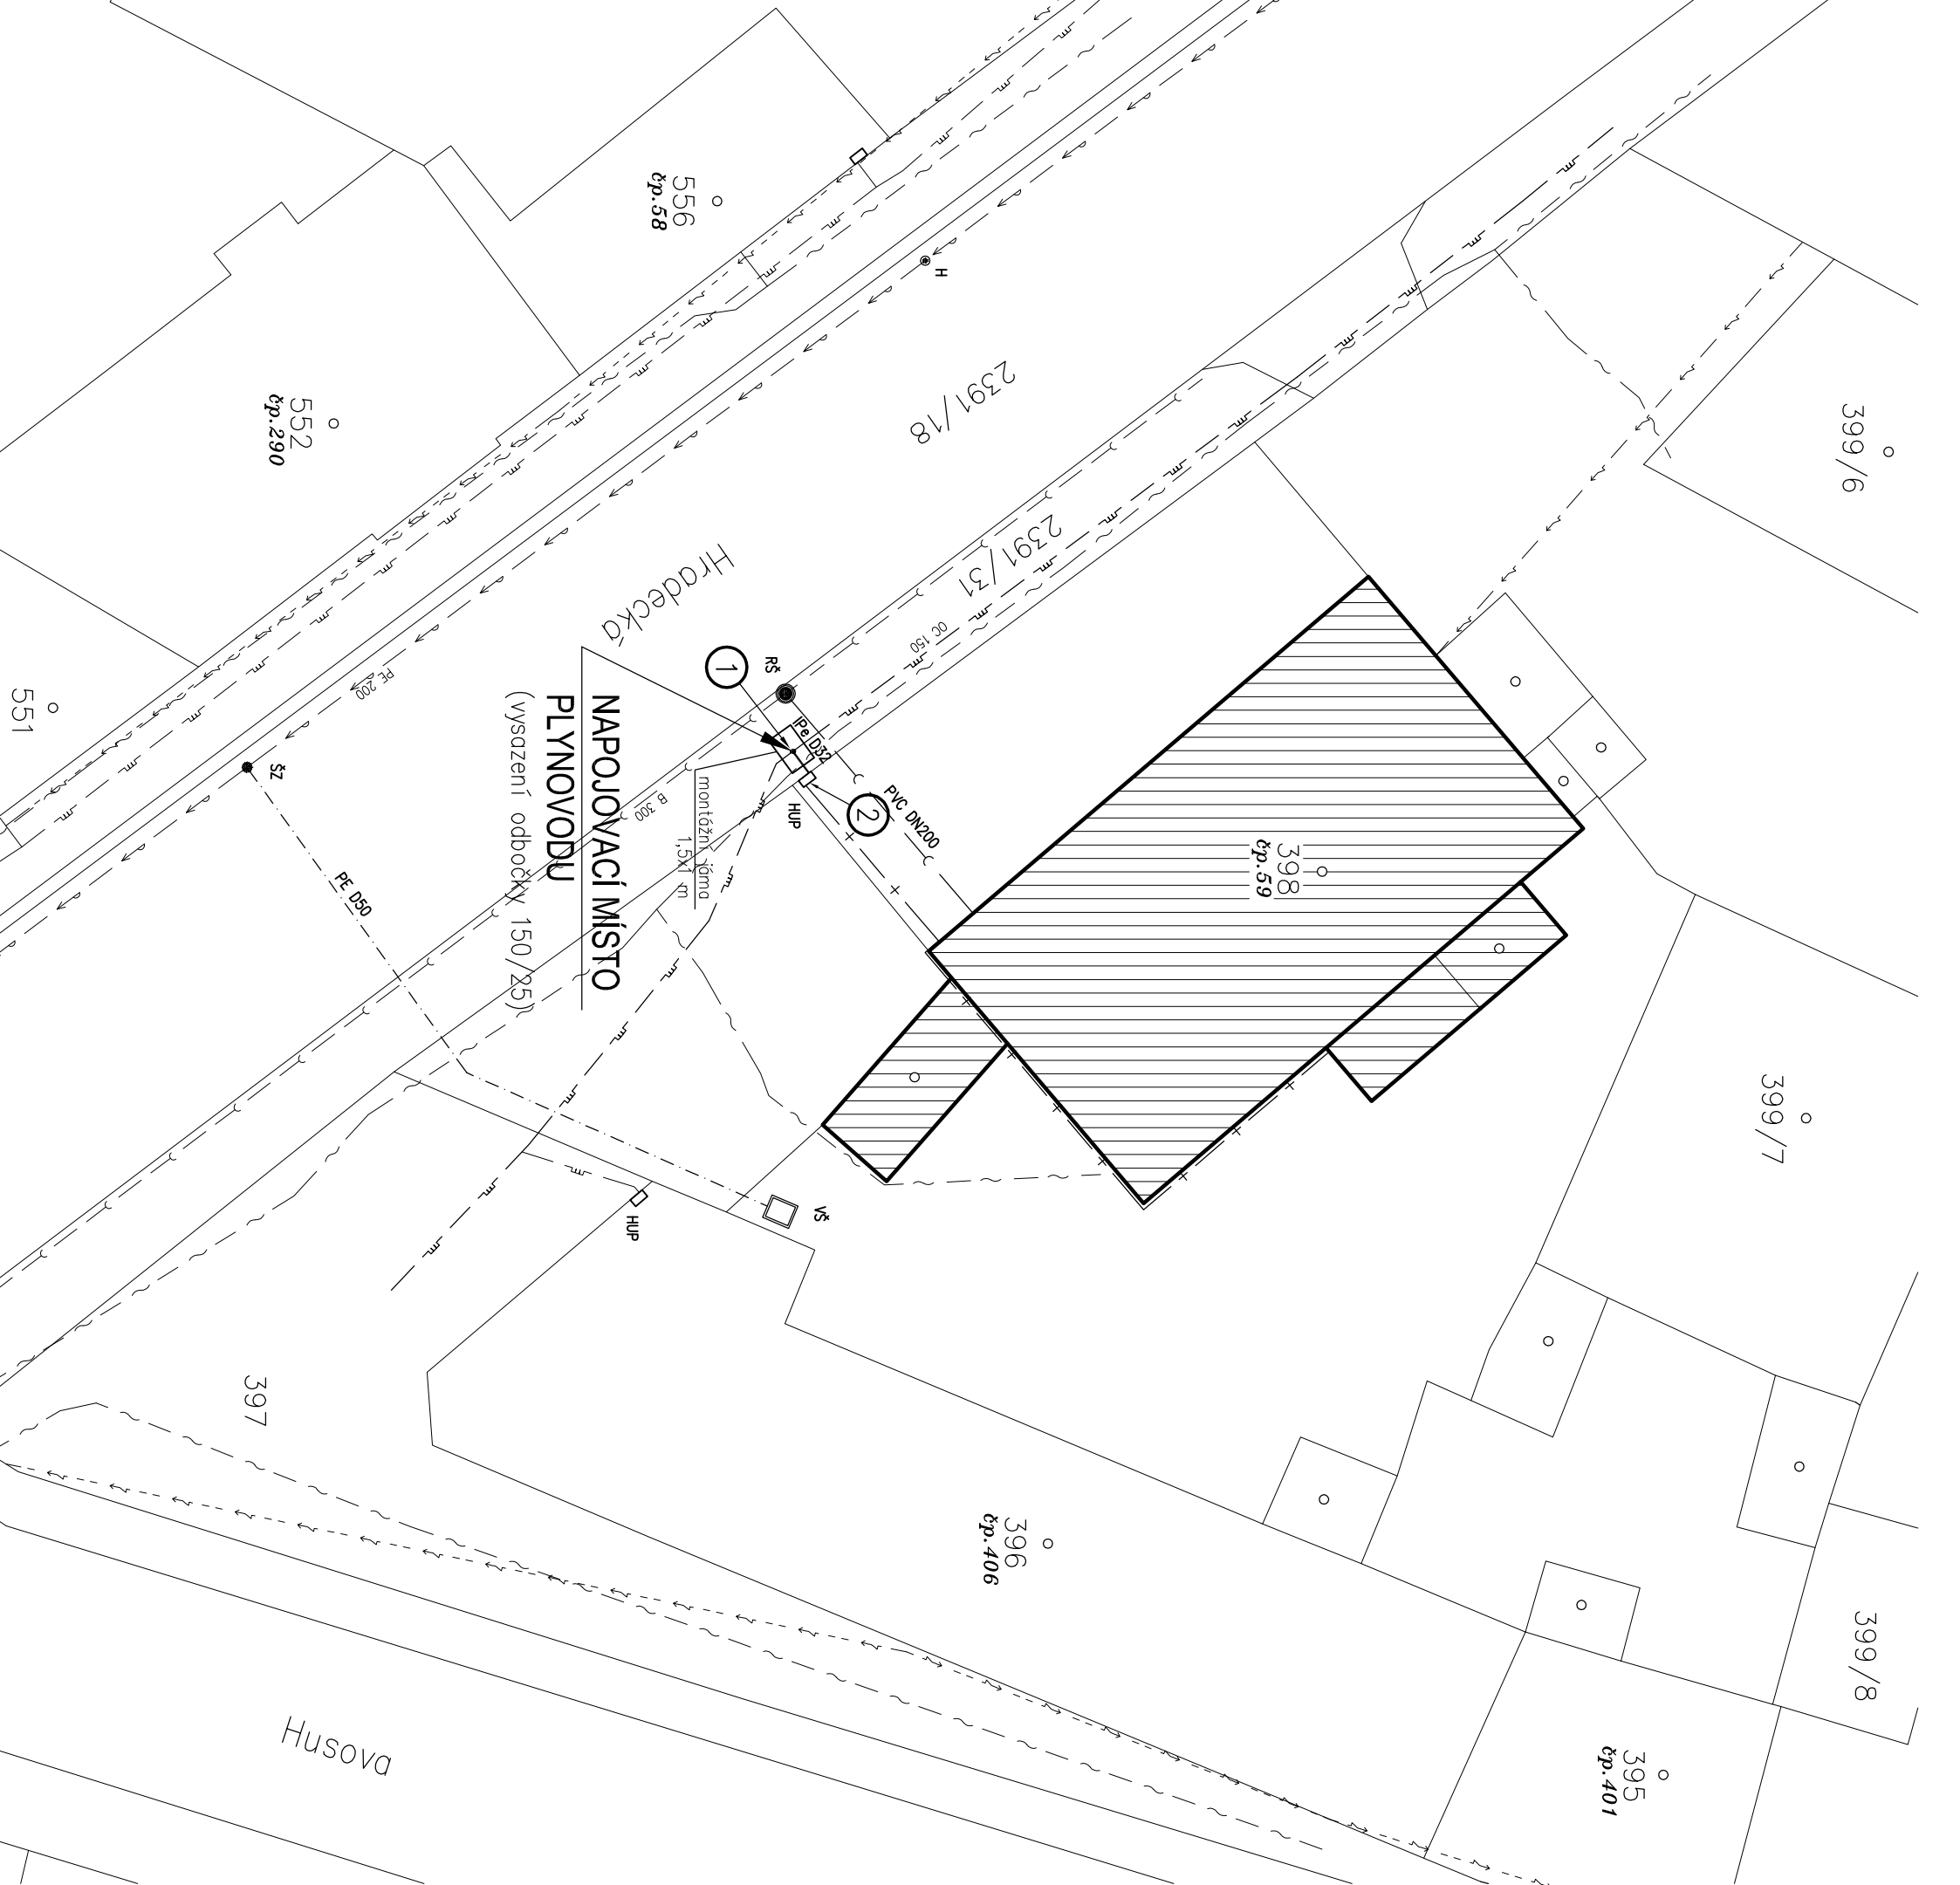 556
čp.58
H
552
čp.290
551
2391/18
2391/31
399/6
Hradecká
OC 150
PE 200
RŠ
1
IPe D32
HUP
2
PVC DN200
398
čp.59
ŠZ
PE D50
B 300
montážní jáma
1,5x1 m
NAPOJOVACÍ MÍSTO
PLYNOVODU
(vysazení odbočky 150/25)
VŠ
HUP
399/7
397
396
čp.406
399/8
395
čp.401
Husova